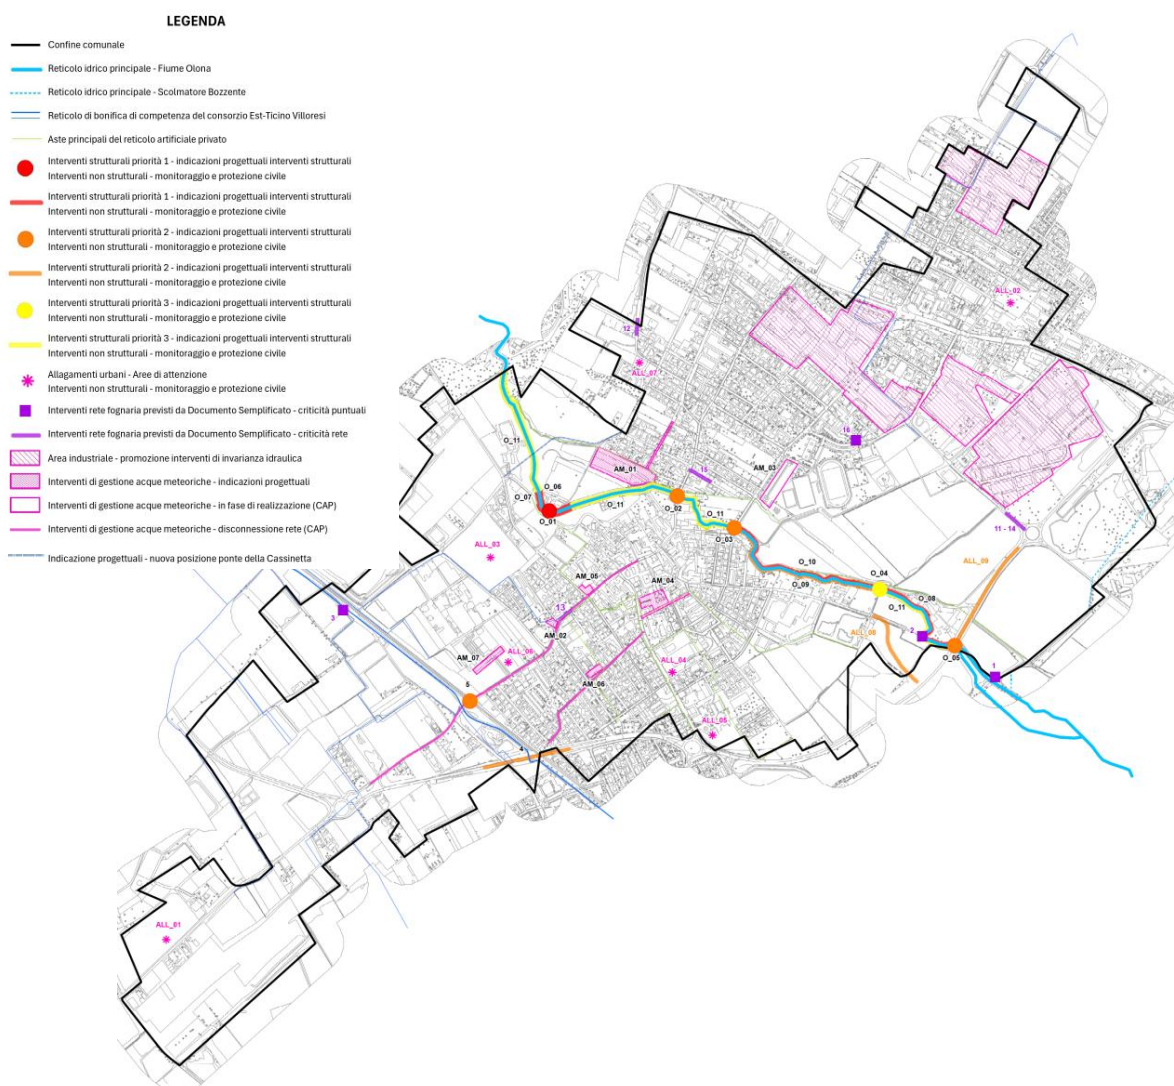 LEGENDA
Confine comunale
Reticolo idrico principale - Fiume Olona
Reticolo idrico principale - Scolmatore Bozzente
Reticolo di bonifica di competenza del consorzio Est-Ticino Villoresi
Aste principali del reticolo artificiale privato
Interventi strutturali priorità 1 - indicazioni progettuali interventi strutturali
Interventi non strutturali - monitoraggio e protezione civile
Interventi strutturali priorità 1 - indicazioni progettuali interventi strutturali
Interventi non strutturali - monitoraggio e protezione civile
Interventi strutturali priorità 2 - indicazioni progettuali interventi strutturali
Interventi non strutturali - monitoraggio e protezione civile
Interventi strutturali priorità 2 - indicazioni progettuali interventi strutturali
Interventi non strutturali - monitoraggio e protezione civile
Interventi strutturali priorità 3 - indicazioni progettuali interventi strutturali
Interventi non strutturali - monitoraggio e protezione civile
Interventi strutturali priorità 3 - indicazioni progettuali interventi strutturali
Interventi non strutturali - monitoraggio e protezione civile
Allagamenti urbani - Aree di attenzione
Interventi non strutturali - monitoraggio e protezione civile
Interventi rete fognaria previsti da Documento Semplificato - criticità puntuali
Interventi rete fognaria previsti da Documento Semplificato - criticità rete
Area industriale - promozione interventi di invarianza idraulica
Interventi di gestione acque meteoriche - indicazioni progettuali
Interventi di gestione acque meteoriche - in fase di realizzazione (CAP)
Interventi di gestione acque meteoriche - disconnessione rete (CAP)
Indicazione progettuali - nuova posizione ponte della Cassinetta
ALL_02
12
ALL_07
16
O_11
AM_01
15
AM_03
O_06
O_07
O_11
O_02
O_01
O_11
O_03
11 - 14
ALL_03
O_10
O_09
O_04
ALL_09
AM_05
AM_04
O_08
O_11
3
13
AM_02
2
ALL_08
AM_07
ALL_06
ALL_04
O_05
AM_06
1
5
ALL_05
4
ALL_01